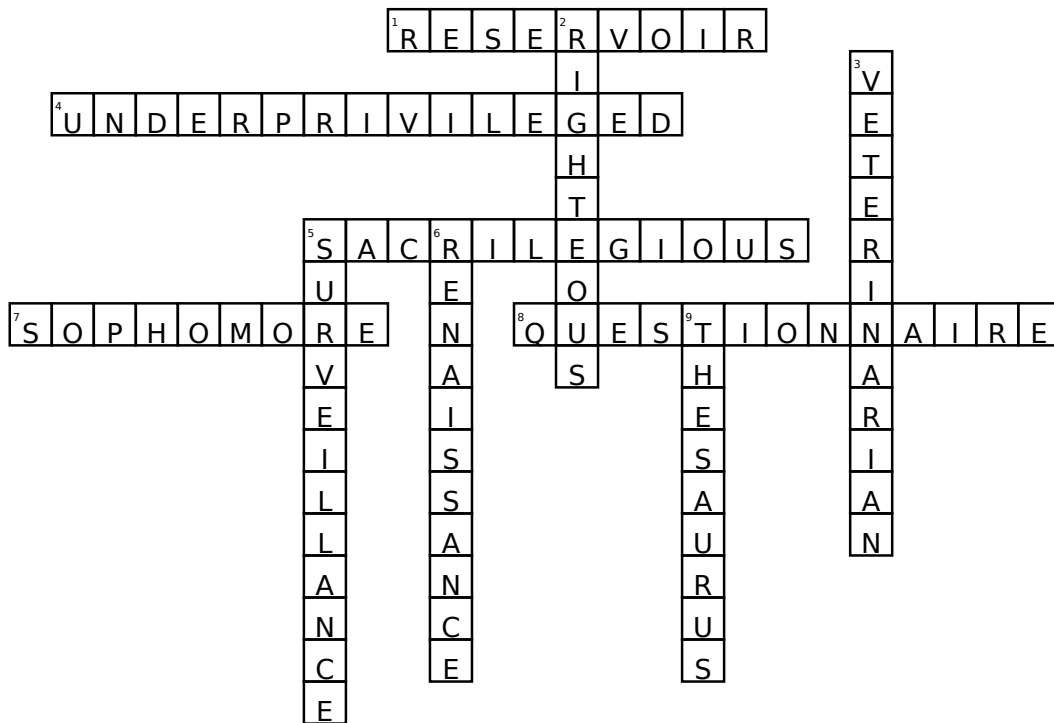 1 RESERVOIR
2 RIGHTEOUS
3 VETERINARIAN
4 UNDERPRIVILEGED
5 SACRILEGIOUS
5 SURVEILLANCE
6 RENAISSANCE
7 SOPHOMORE
8 QUESTIONNAIRE
9 THESAURUS